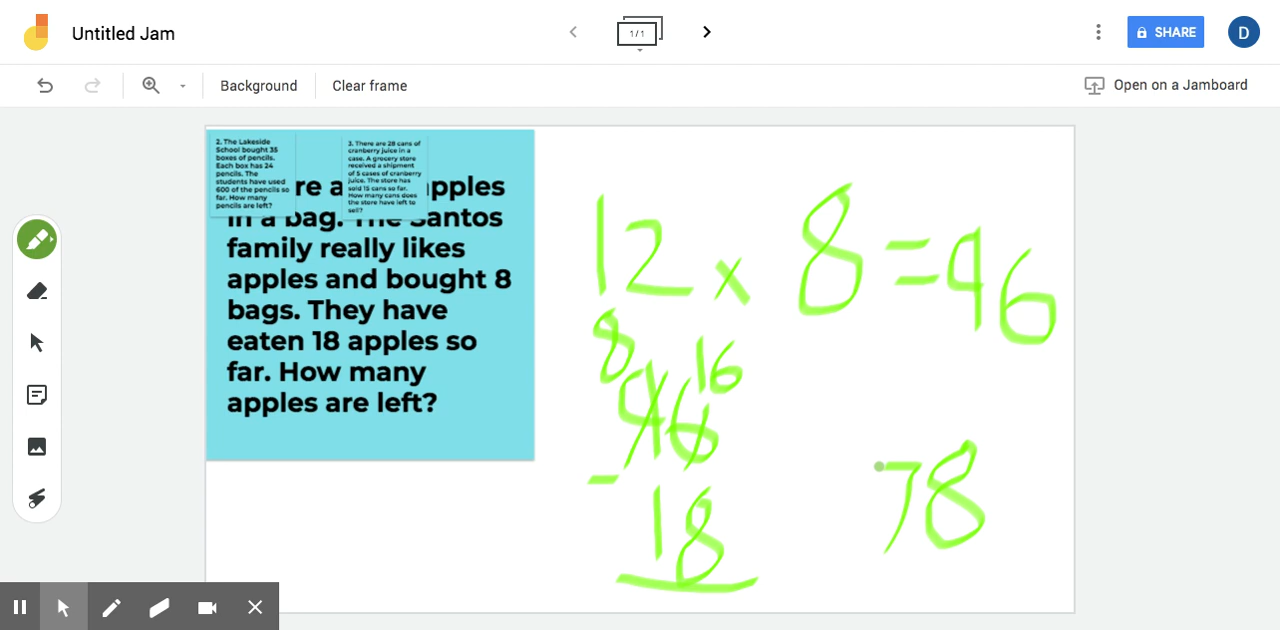 Untitled Jam
1/1
SHARE
D
Background
Clear frame
Open on a Jamboard
2. The Lakeside
School bought 35
boxes of pencils.
Each box has 24
pencils. The
students have used
600 of the pencils so
far. How many
pencils are left?
3. There are 28 cans of
cranberry juice in a
case. A grocery store
received a shipment
of 5 cases of cranberry
juice. The store has
sold 15 cans so far.
How many cans does
the store have left to
sell?
re a pples
in a bag. The Santos
family really likes
apples and bought 8
bags. They have
eaten 18 apples so
far. How many
apples are left?
12 x 8 = 96
8 16
96
- 18
78